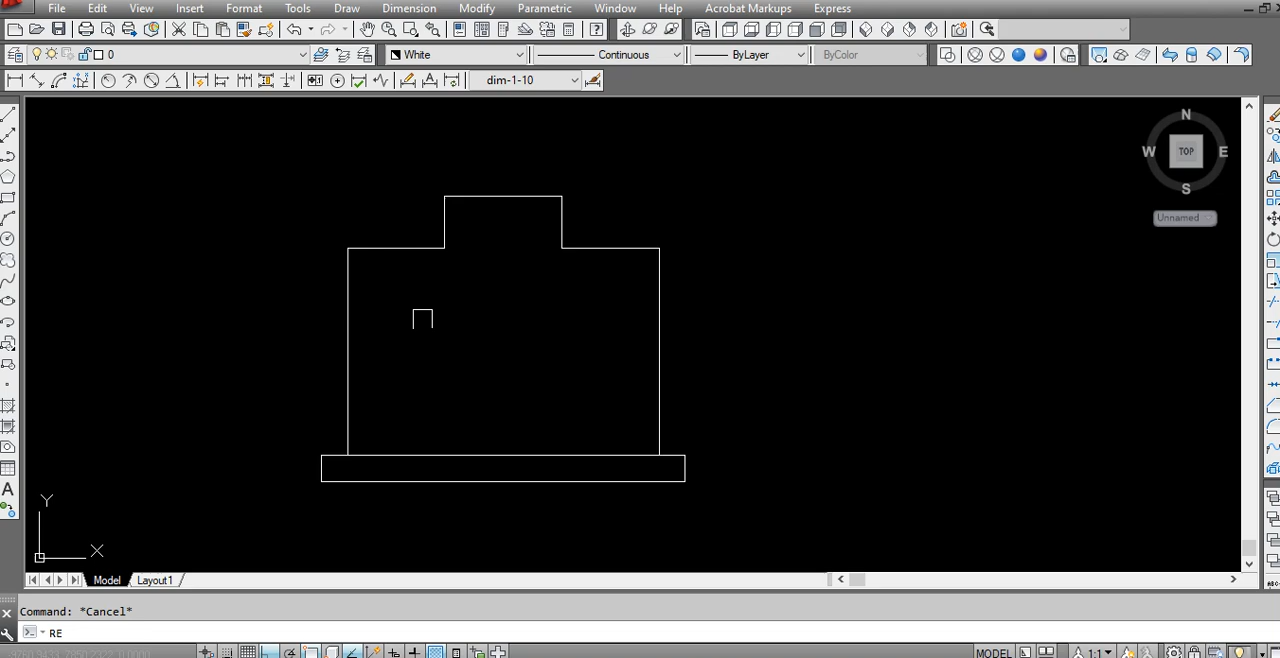 File Edit View Insert Format Tools Draw Dimension Modify Parametric Window Help Acrobat Markups Express
0 White Continuous ByLayer ByColor
dim-1-10
N
W TOP E
S
Unnamed
Y
X
Model Layout1
Command: *Cancel*
RE
MODEL 1:1